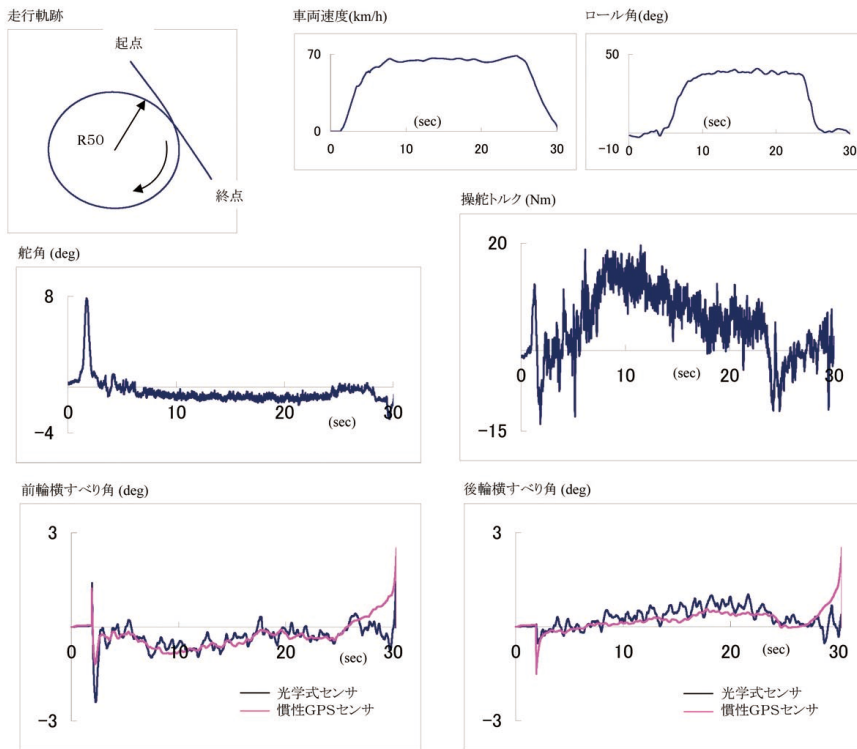 走行軌跡
起点
R50
終点
車両速度(km/h)
70
0
(sec)
0 10 20 30
ロール角(deg)
50
-10
(sec)
0 10 20 30
舵角 (deg)
8
-4
0 10 20 30
(sec)
操舵トルク (Nm)
20
-15
0 10 20 30
(sec)
前輪横すべり角 (deg)
3
-3
0 10 20 30
(sec)
光学式センサ
慣性GPSセンサ
後輪横すべり角 (deg)
3
-3
0 10 20 30
(sec)
光学式センサ
慣性GPSセンサ